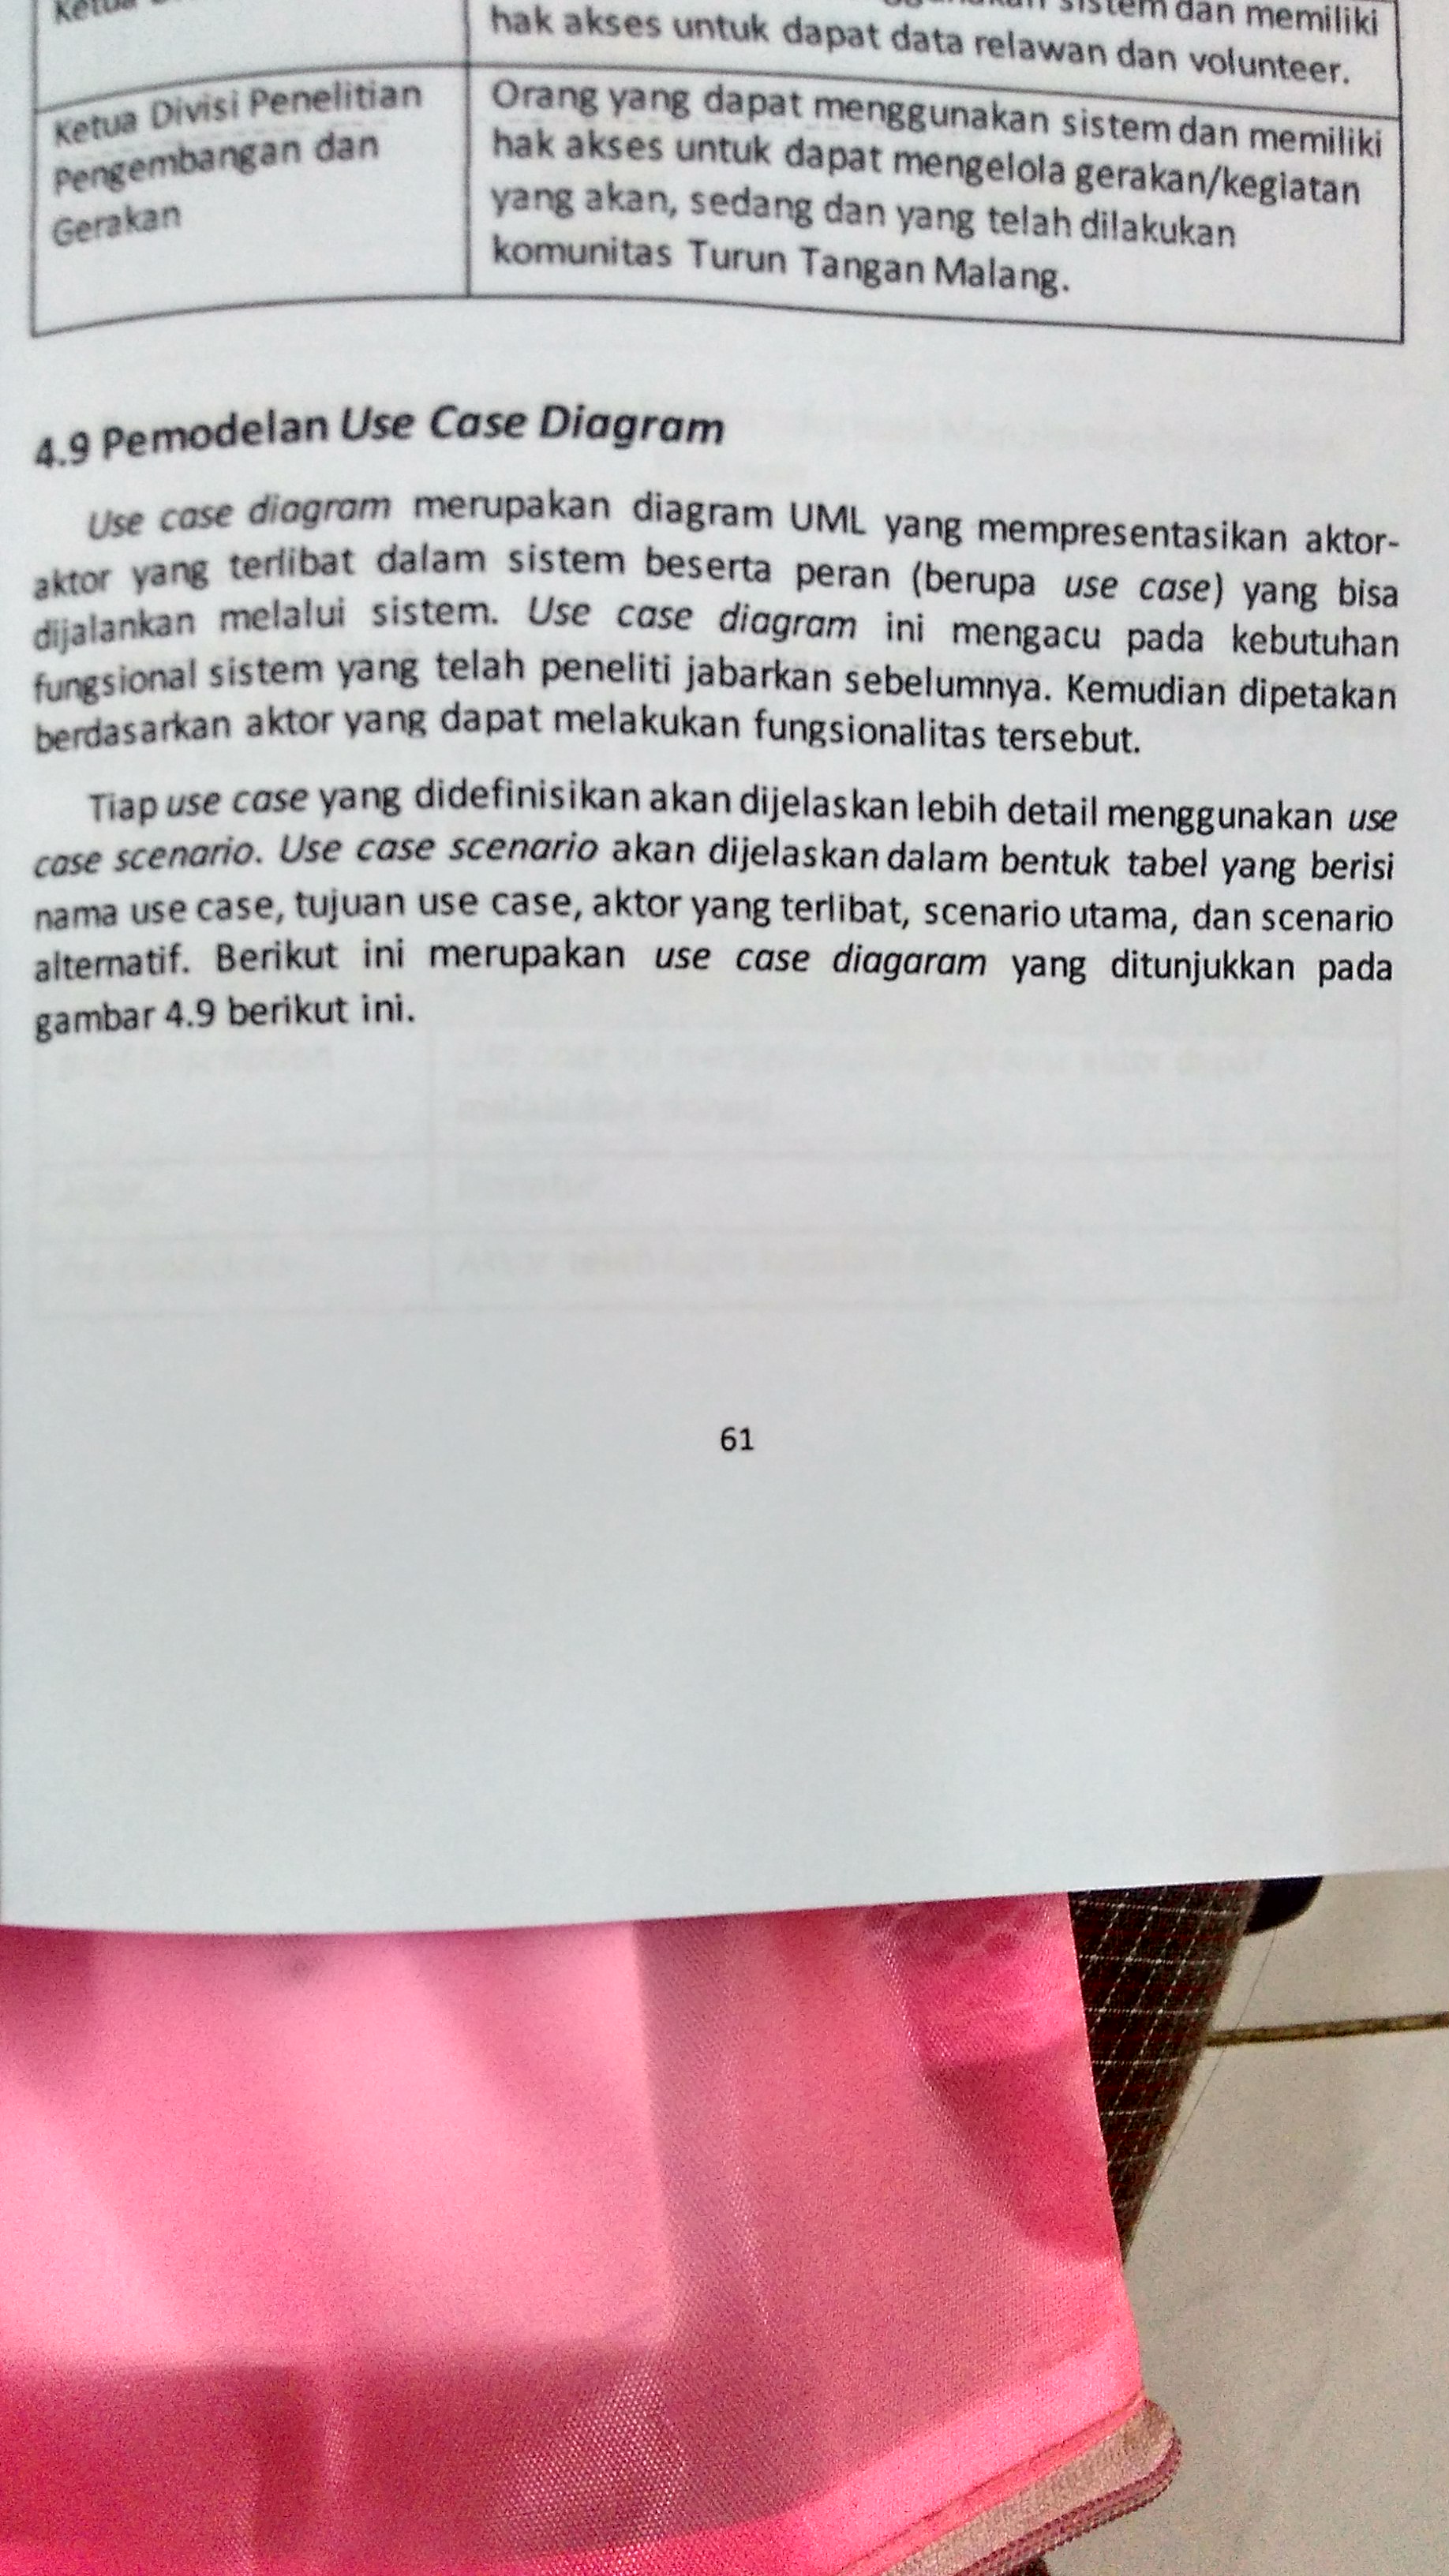 Ketua
sistem dan memiliki
hak akses untuk dapat data relawan dan volunteer.
Ketua Divisi Penelitian
Pengembangan dan
Gerakan
Orang yang dapat menggunakan sistem dan memiliki
hak akses untuk dapat mengelola gerakan/kegiatan
yang akan, sedang dan yang telah dilakukan
komunitas Turun Tangan Malang.
4.9 Pemodelan Use Case Diagram
Use case diagram merupakan diagram UML yang mempresentasikan aktor-
aktor yang terlibat dalam sistem beserta peran (berupa use case) yang bisa
dijalankan melalui sistem. Use case diagram ini mengacu pada kebutuhan
fungsional sistem yang telah peneliti jabarkan sebelumnya. Kemudian dipetakan
berdasarkan aktor yang dapat melakukan fungsionalitas tersebut.
Tiap use case yang didefinisikan akan dijelaskan lebih detail menggunakan use
case scenario. Use case scenario akan dijelaskan dalam bentuk tabel yang berisi
nama use case, tujuan use case, aktor yang terlibat, scenario utama, dan scenario
alternatif. Berikut ini merupakan use case diagaram yang ditunjukkan pada
gambar 4.9 berikut ini.
61